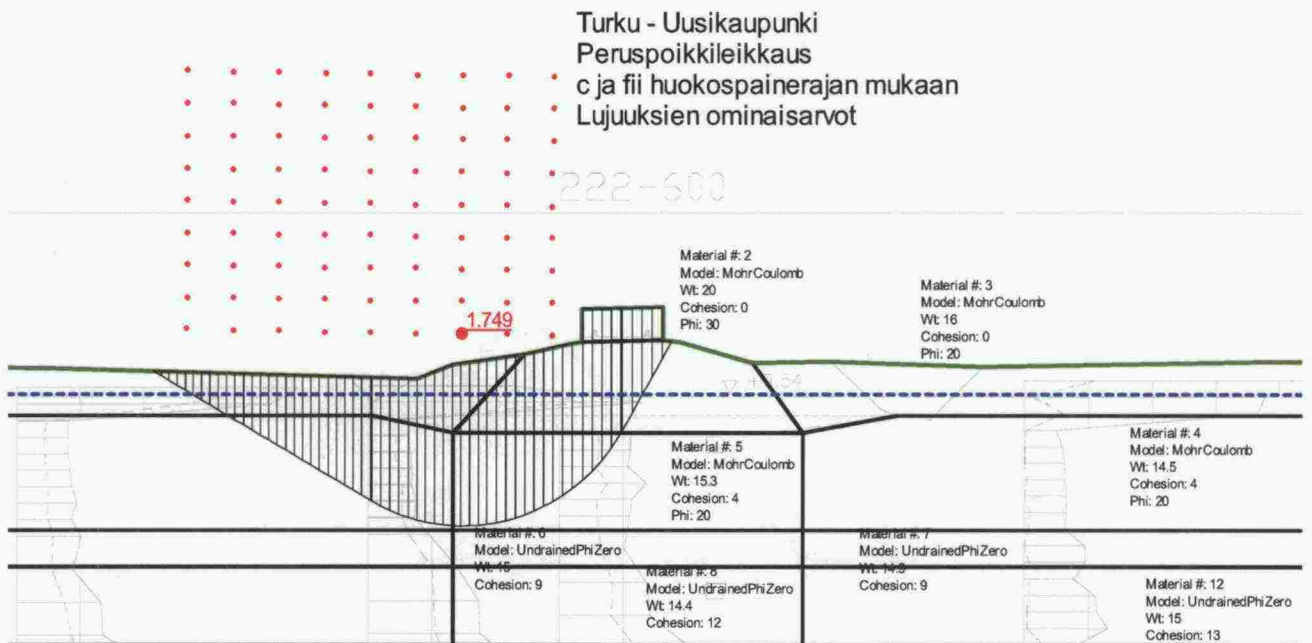 Turku - Uusikaupunki
Peruspoikkileikkaus
c ja fii huokospainerajan mukaan
Lujuuksien ominaisarvot
222-600
1.749
Material #: 2
Model: MohrCoulomb
Wt: 20
Cohesion: 0
Phi: 30
Material #: 3
Model: MohrCoulomb
Wt: 16
Cohesion: 0
Phi: 20
Material #: 5
Model: MohrCoulomb
Wt: 15.3
Cohesion: 4
Phi: 20
Material #: 4
Model: MohrCoulomb
Wt: 14.5
Cohesion: 4
Phi: 20
Material #: 6
Model: UndrainedPhiZero
Wt: 15
Cohesion: 9
Material #: 8
Model: UndrainedPhiZero
Wt: 14.4
Cohesion: 12
Material #: 7
Model: UndrainedPhiZero
Wt:
Cohesion: 9
Material #: 12
Model: UndrainedPhiZero
Wt: 15
Cohesion: 13